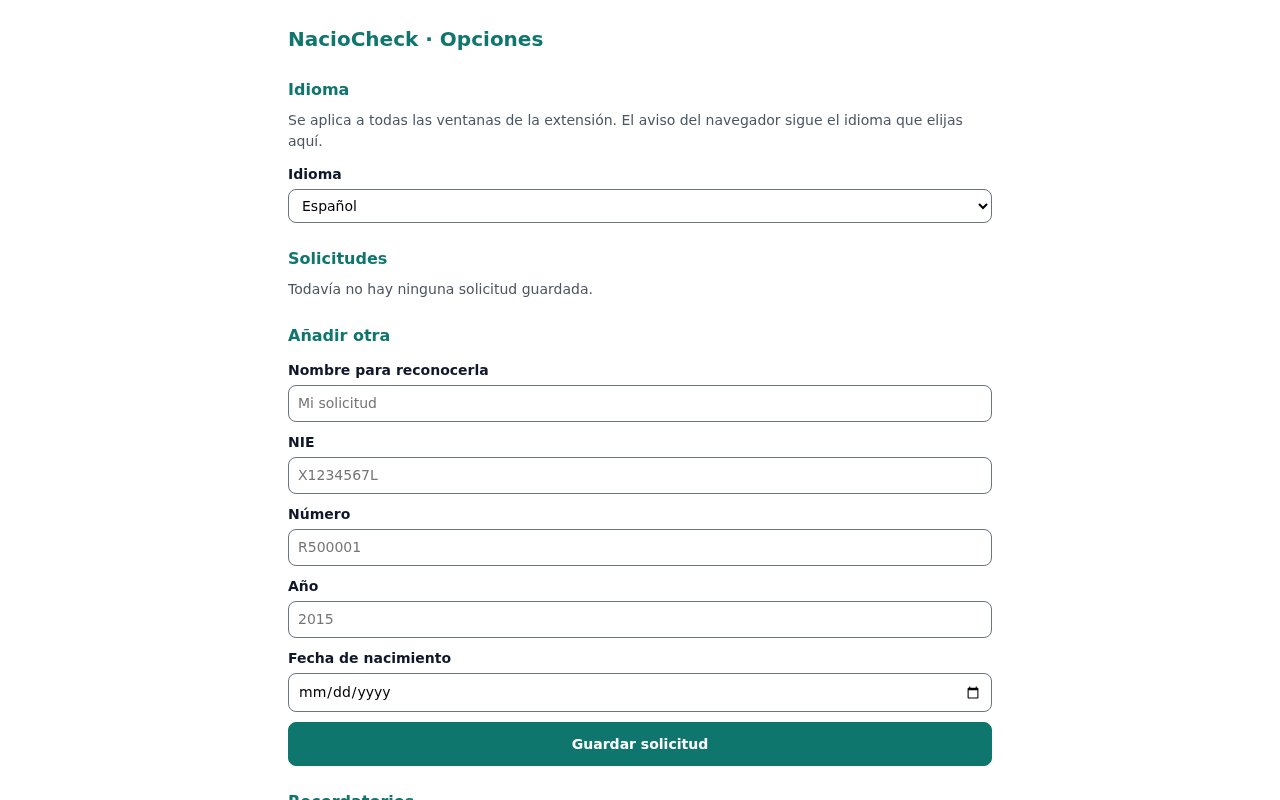 NacioCheck · Opciones
Idioma
Se aplica a todas las ventanas de la extensión. El aviso del navegador sigue el idioma que elijas
aquí.
Idioma
Español
Solicitudes
Todavía no hay ninguna solicitud guardada.
Añadir otra
Nombre para reconocerla
Mi solicitud
NIE
X1234567L
Número
R500001
Año
2015
Fecha de nacimiento
mm/dd/yyyy
Guardar solicitud
Recordatorios